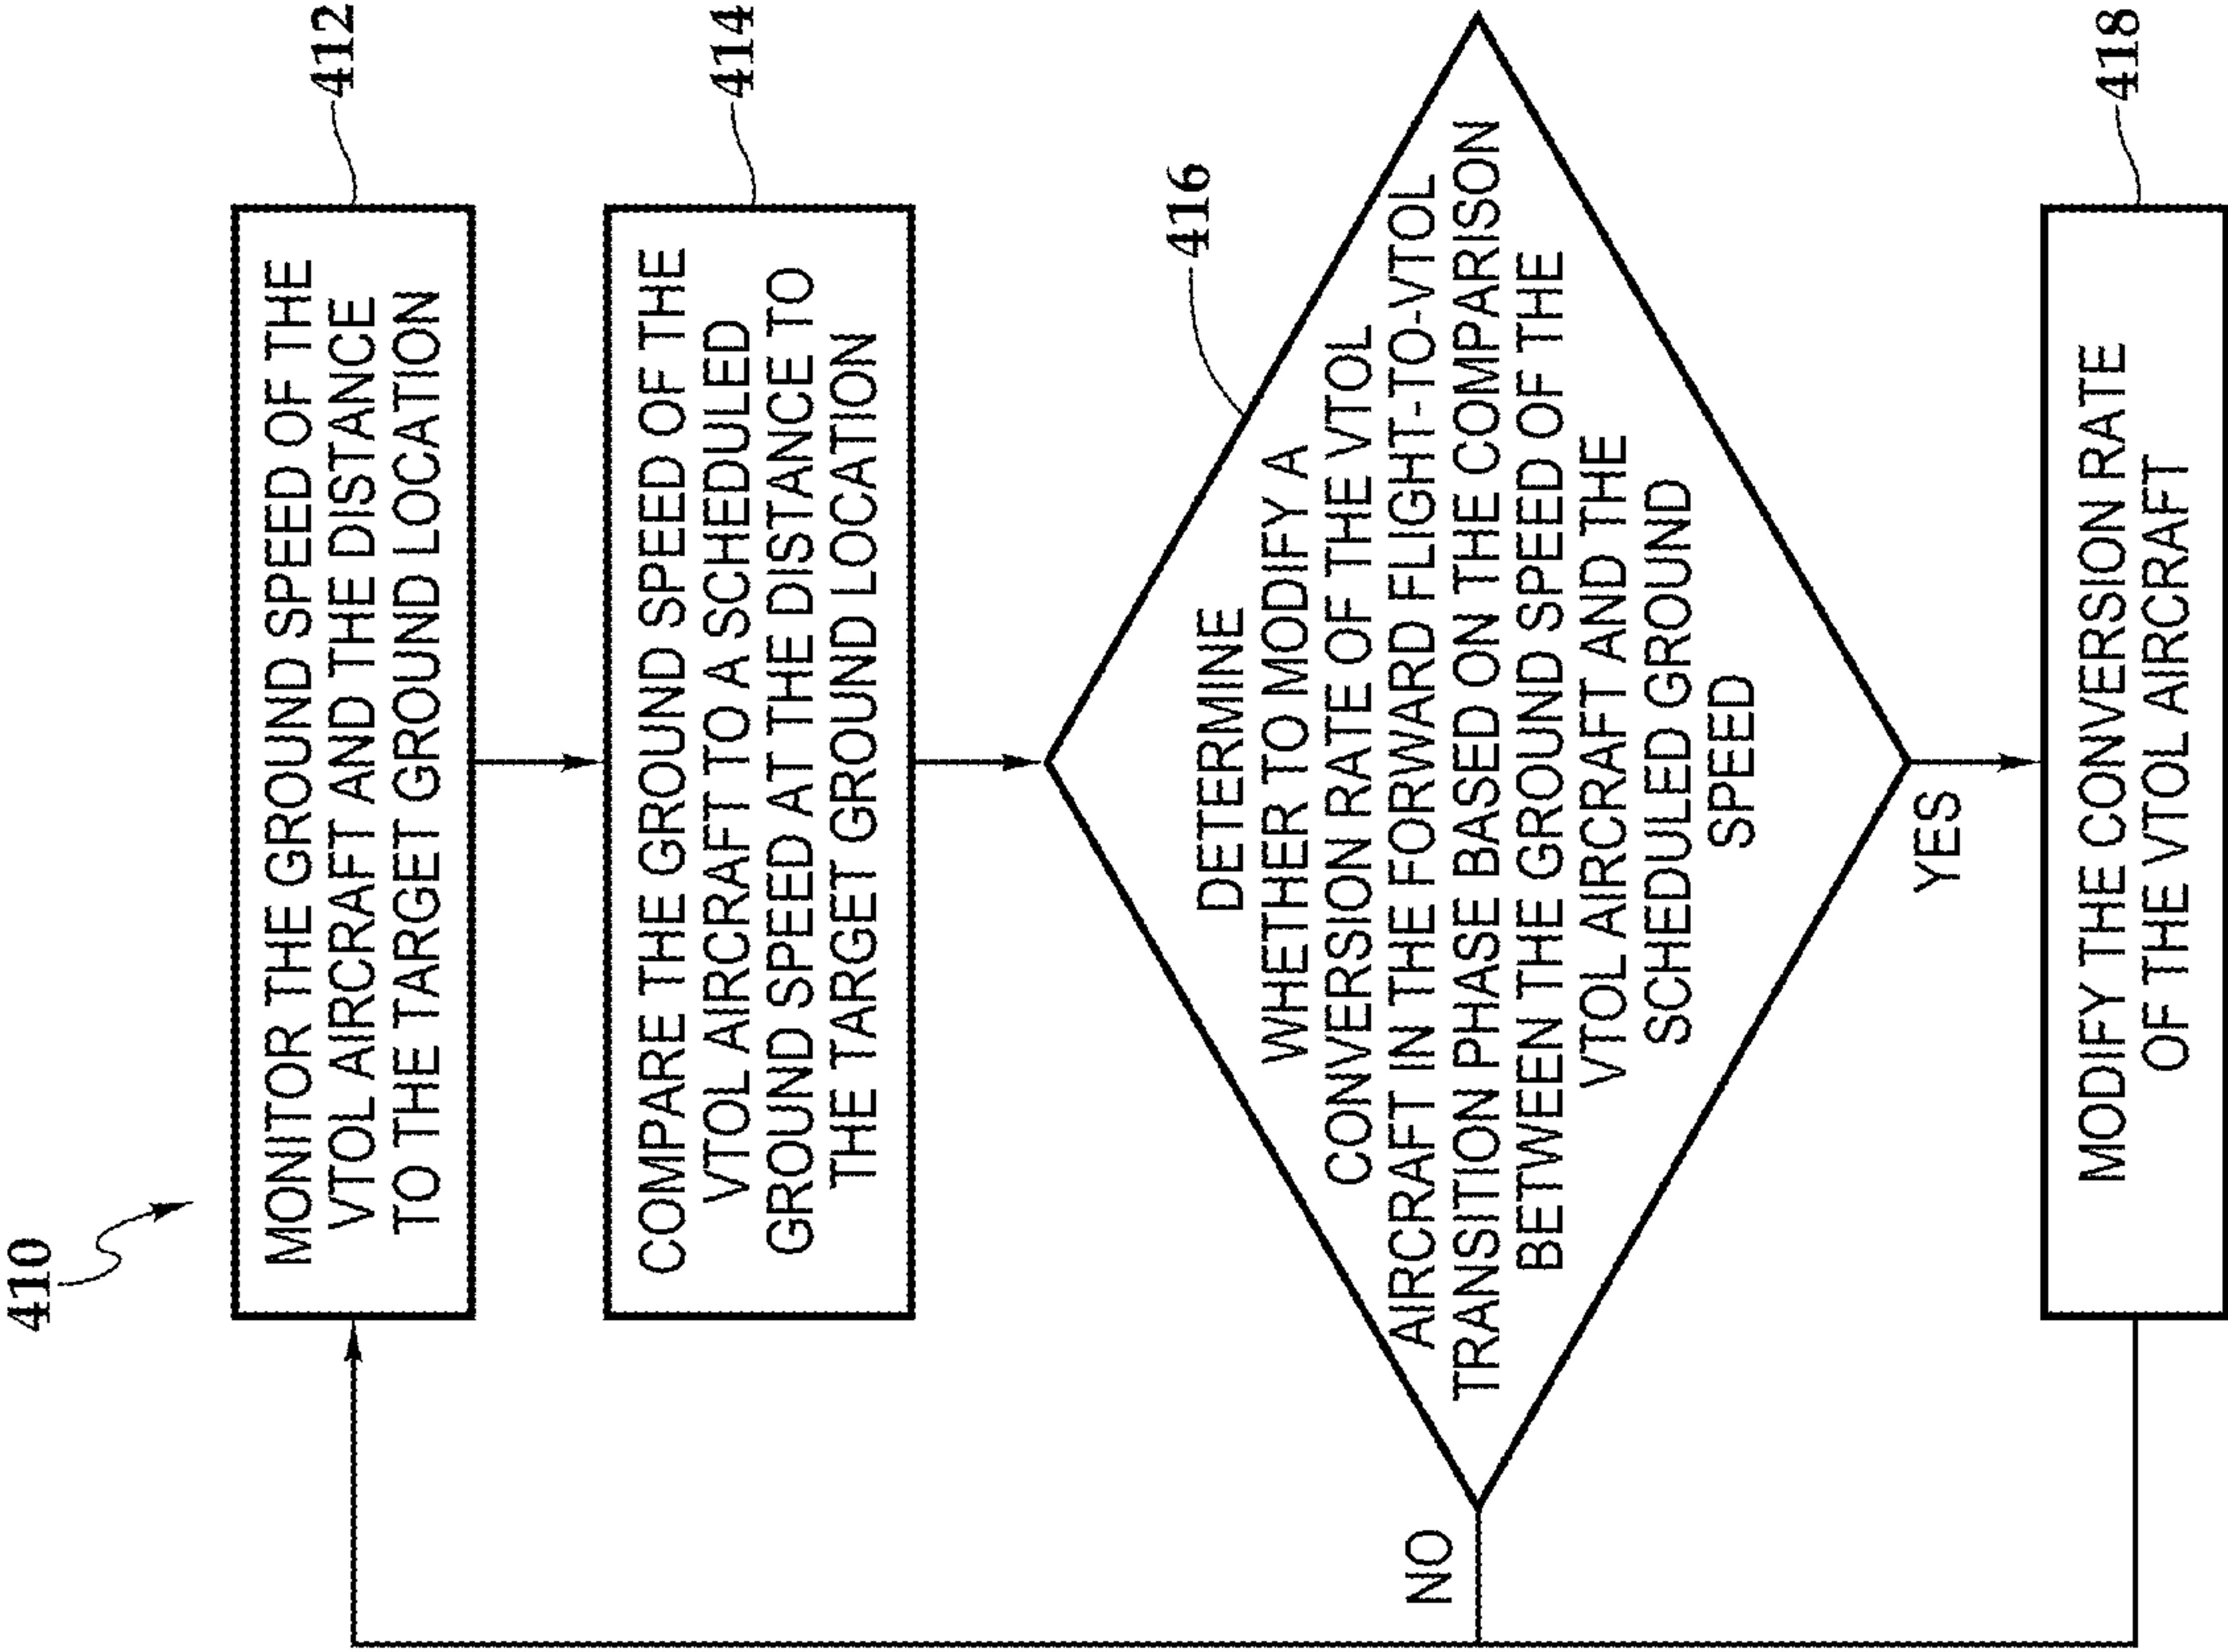 410
412
MONITOR THE GROUND SPEED OF THE
VTOL AIRCRAFT AND THE DISTANCE
TO THE TARGET GROUND LOCATION
414
COMPARE THE GROUND SPEED OF THE
VTOL AIRCRAFT TO A SCHEDULED
GROUND SPEED AT THE DISTANCE TO
THE TARGET GROUND LOCATION
416
DETERMINE
WHETHER TO MODIFY A
CONVERSION RATE OF THE VTOL
AIRCRAFT IN THE FORWARD FLIGHT-TO-VTOL
TRANSITION PHASE BASED ON THE COMPARISON
BETWEEN THE GROUND SPEED OF THE
VTOL AIRCRAFT AND THE
SCHEDULED GROUND
SPEED
NO
YES
418
MODIFY THE CONVERSION RATE
OF THE VTOL AIRCRAFT